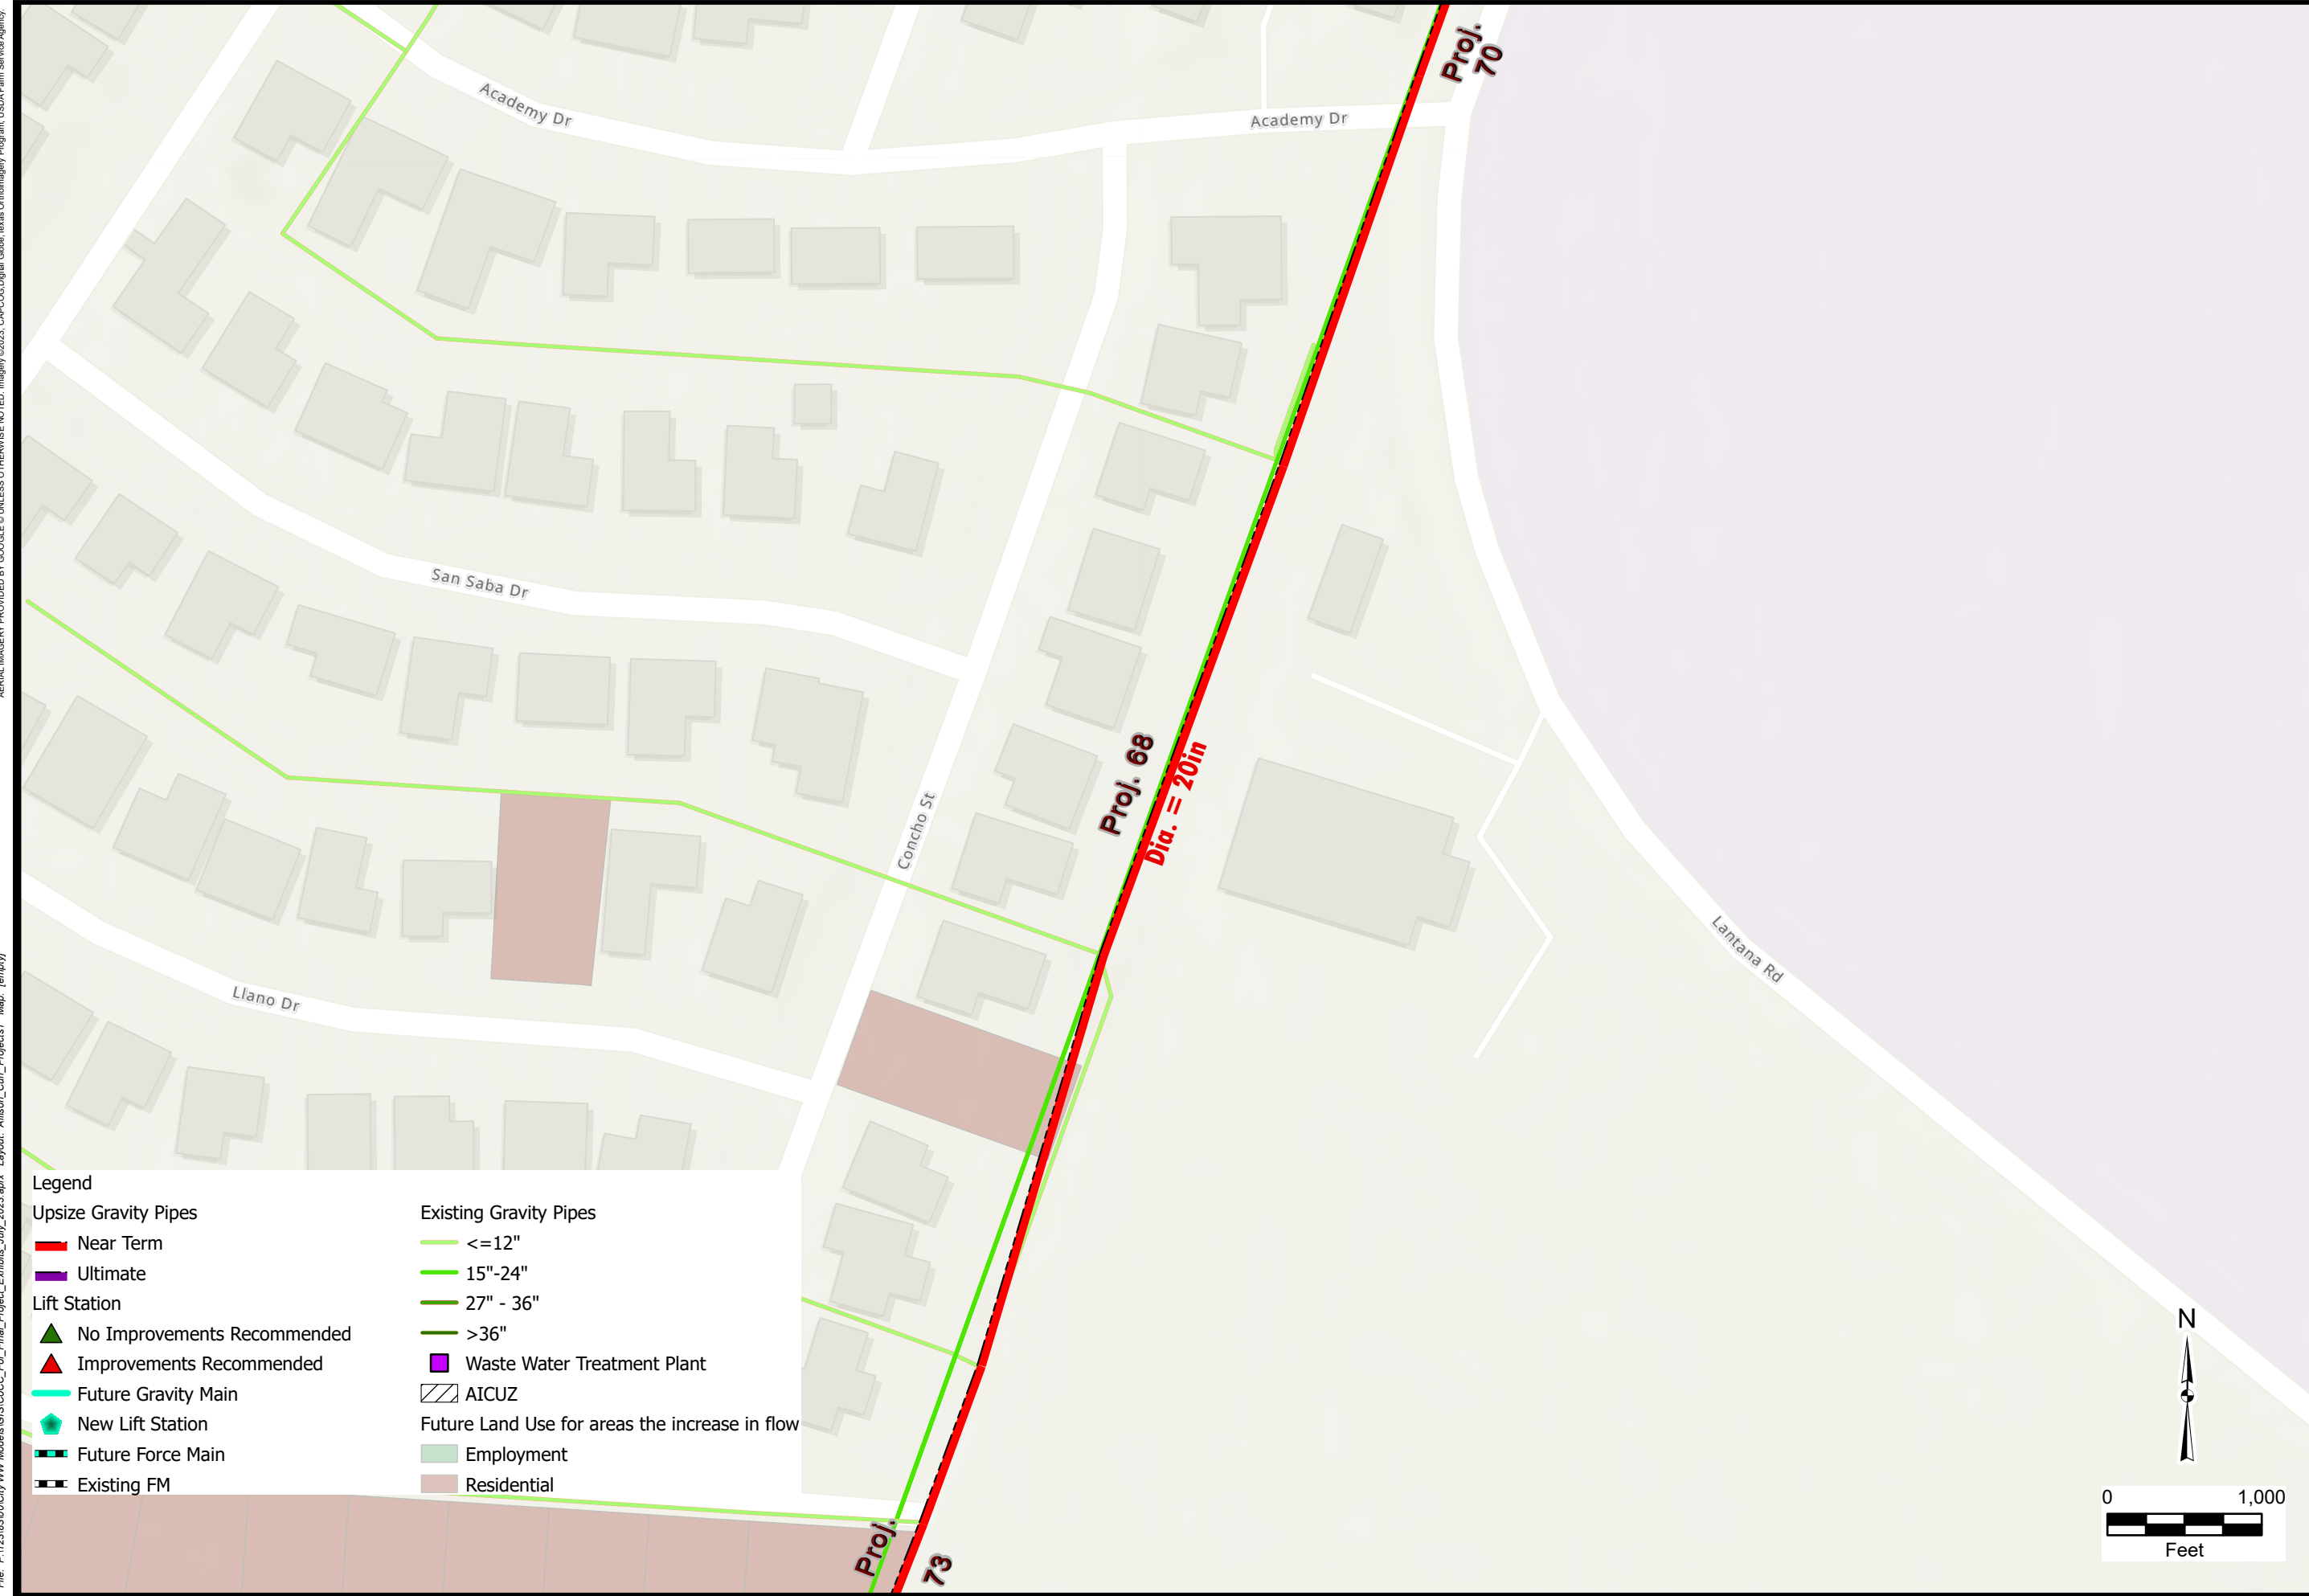 Proj.
70
Academy Dr
Academy Dr
San Saba Dr
Proj. 68
Dia. = 20in
Concho St
Lantana Rd
Llano Dr
Legend
Upsize Gravity Pipes
Near Term
Ultimate
Lift Station
No Improvements Recommended
Improvements Recommended
Future Gravity Main
New Lift Station
Future Force Main
Existing FM
Existing Gravity Pipes
<=12"
15"-24"
27" - 36"
>36"
Waste Water Treatment Plant
AICUZ
Future Land Use for areas the increase in flow
Employment
Residential
Proj.
73
N
0 1,000
Feet